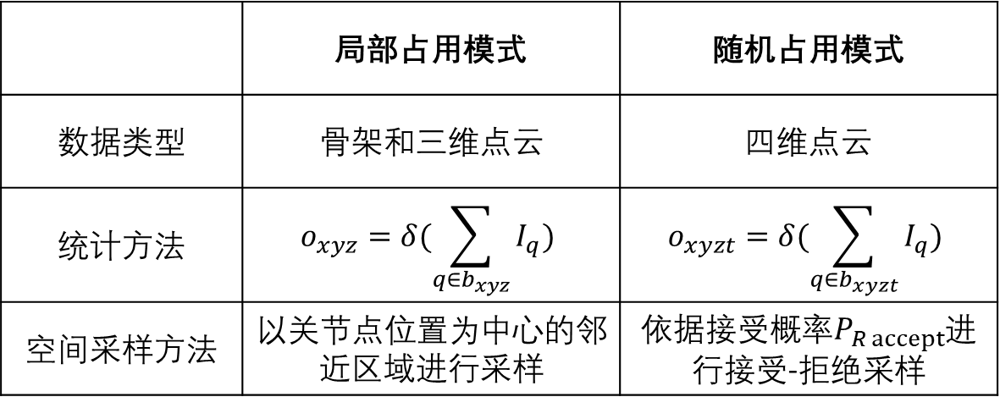 局部占用模式 随机占用模式
数据类型 骨架和三维点云 四维点云
统计方法 $o_{xyz} = \delta(\sum_{q \in b_{xyz}} I_q)$ $o_{xyzt} = \delta(\sum_{q \in b_{xyzt}} I_q)$
空间采样方法
以关节点位置为中心的邻
近区域进行采样
依据接受概率$P_{R\,\text{accept}}$进
行接受-拒绝采样